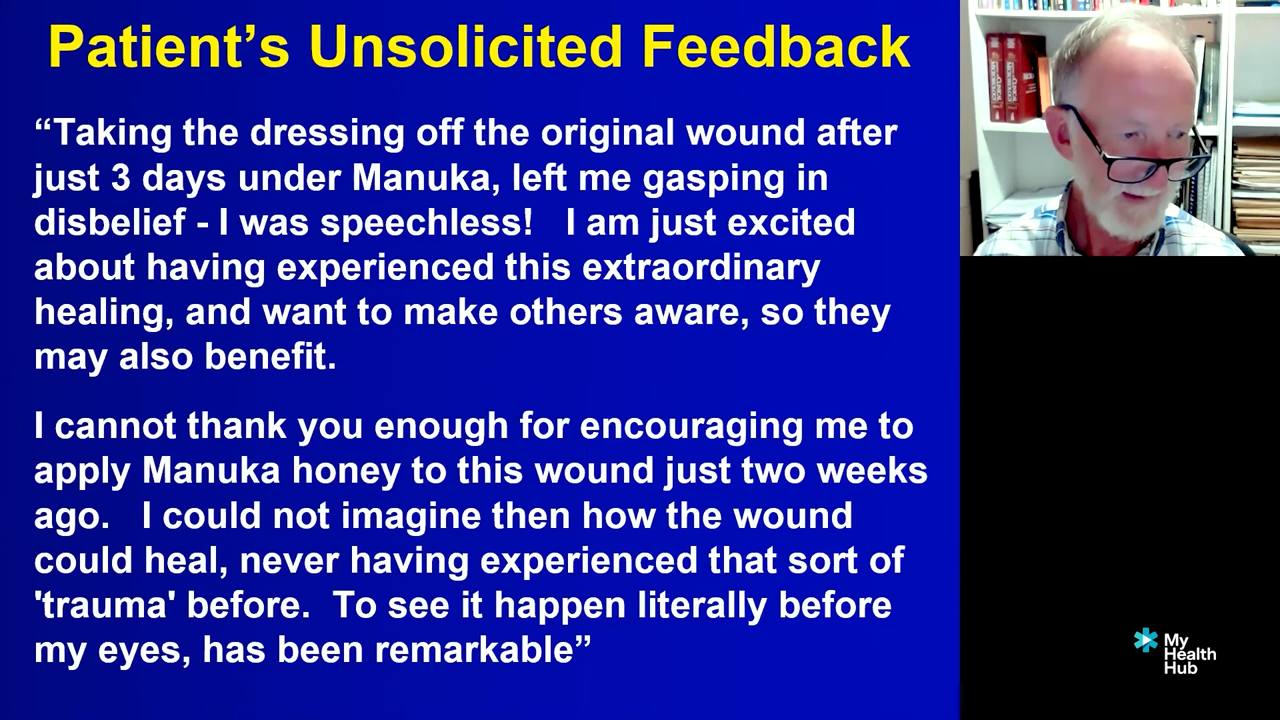 Patient’s Unsolicited Feedback
“Taking the dressing off the original wound after
just 3 days under Manuka, left me gasping in
disbelief - I was speechless!   I am just excited
about having experienced this extraordinary
healing, and want to make others aware, so they
may also benefit.
I cannot thank you enough for encouraging me to
apply Manuka honey to this wound just two weeks
ago.   I could not imagine then how the wound
could heal, never having experienced that sort of
'trauma' before.  To see it happen literally before
my eyes, has been remarkable”
My
Health
Hub